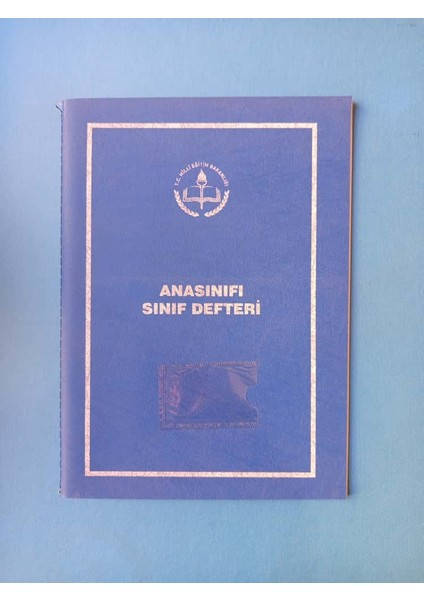 T.C. MİLLİ EĞİTİM BAKANLIĞI
ANASINIFI
SINIF DEFTERİ